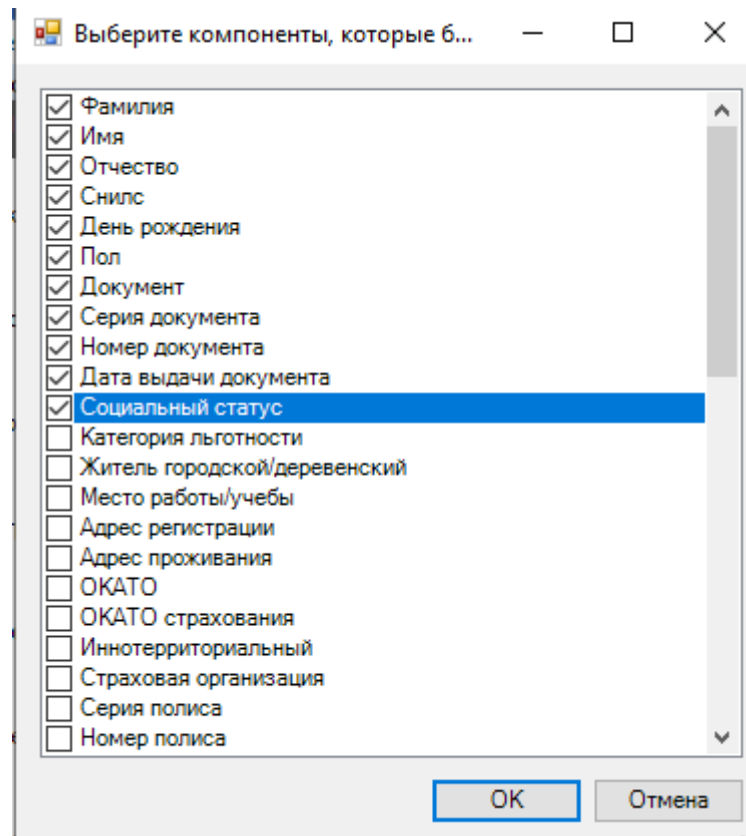 Выберите компоненты, которые б...
Фамилия
Имя
Отчество
Снилс
День рождения
Пол
Документ
Серия документа
Номер документа
Дата выдачи документа
Социальный статус
Категория льготности
Житель городской/деревенский
Место работы/учебы
Адрес регистрации
Адрес проживания
ОКАТО
ОКАТО страхования
Иннотерриториальный
Страховая организация
Серия полиса
Номер полиса
OK
Отмена